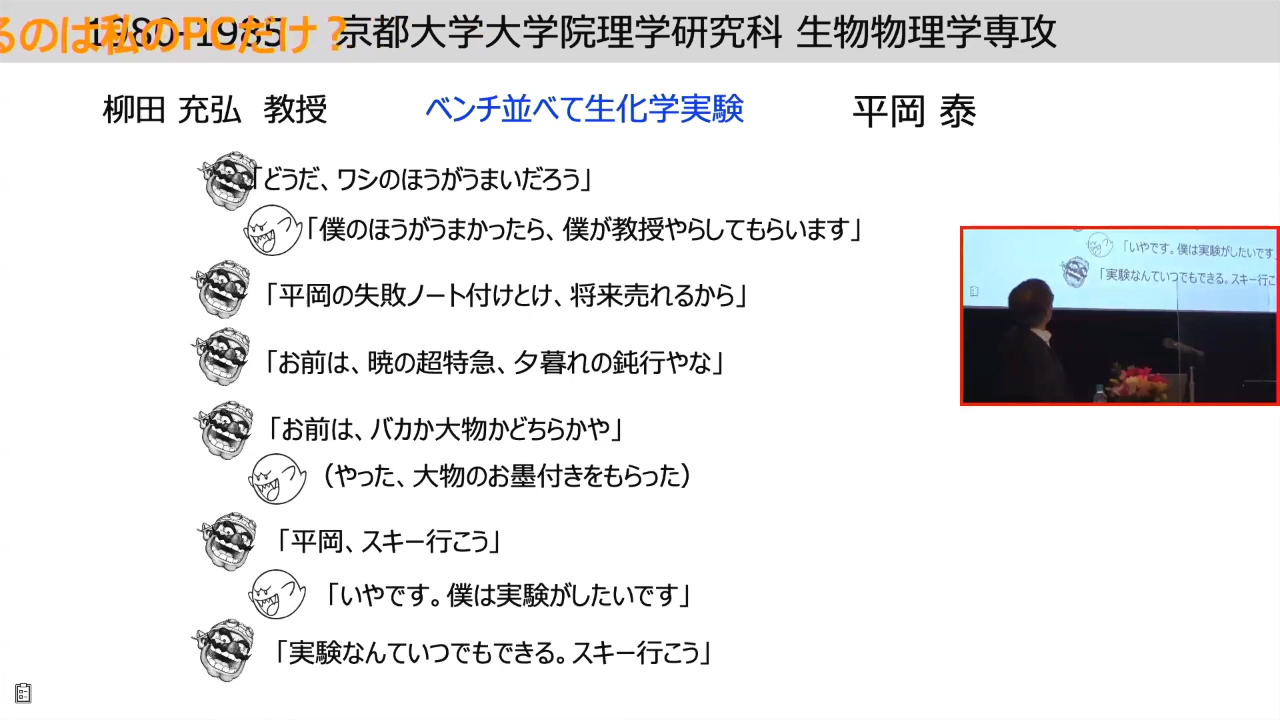 るのは私のPCだけ？
1980-1985 京都大学大学院理学研究科 生物物理学専攻
柳田 充弘 教授 ベンチ並べて生化学実験 平岡 泰
「どうだ、ワシのほうがうまいだろう」
「僕のほうがうまかったら、僕が教授やらしてもらいます」
「平岡の失敗ノート付けとけ、将来売れるから」
「お前は、暁の超特急、夕暮れの鈍行やな」
「お前は、バカか大物かどちらかや」
（やった、大物のお墨付きをもらった）
「平岡、スキー行こう」
「いやです。僕は実験がしたいです」
「実験なんていつでもできる。スキー行こう」
「いやです。僕は実験がしたいです
「実験なんていつでもできる。スキー行こ